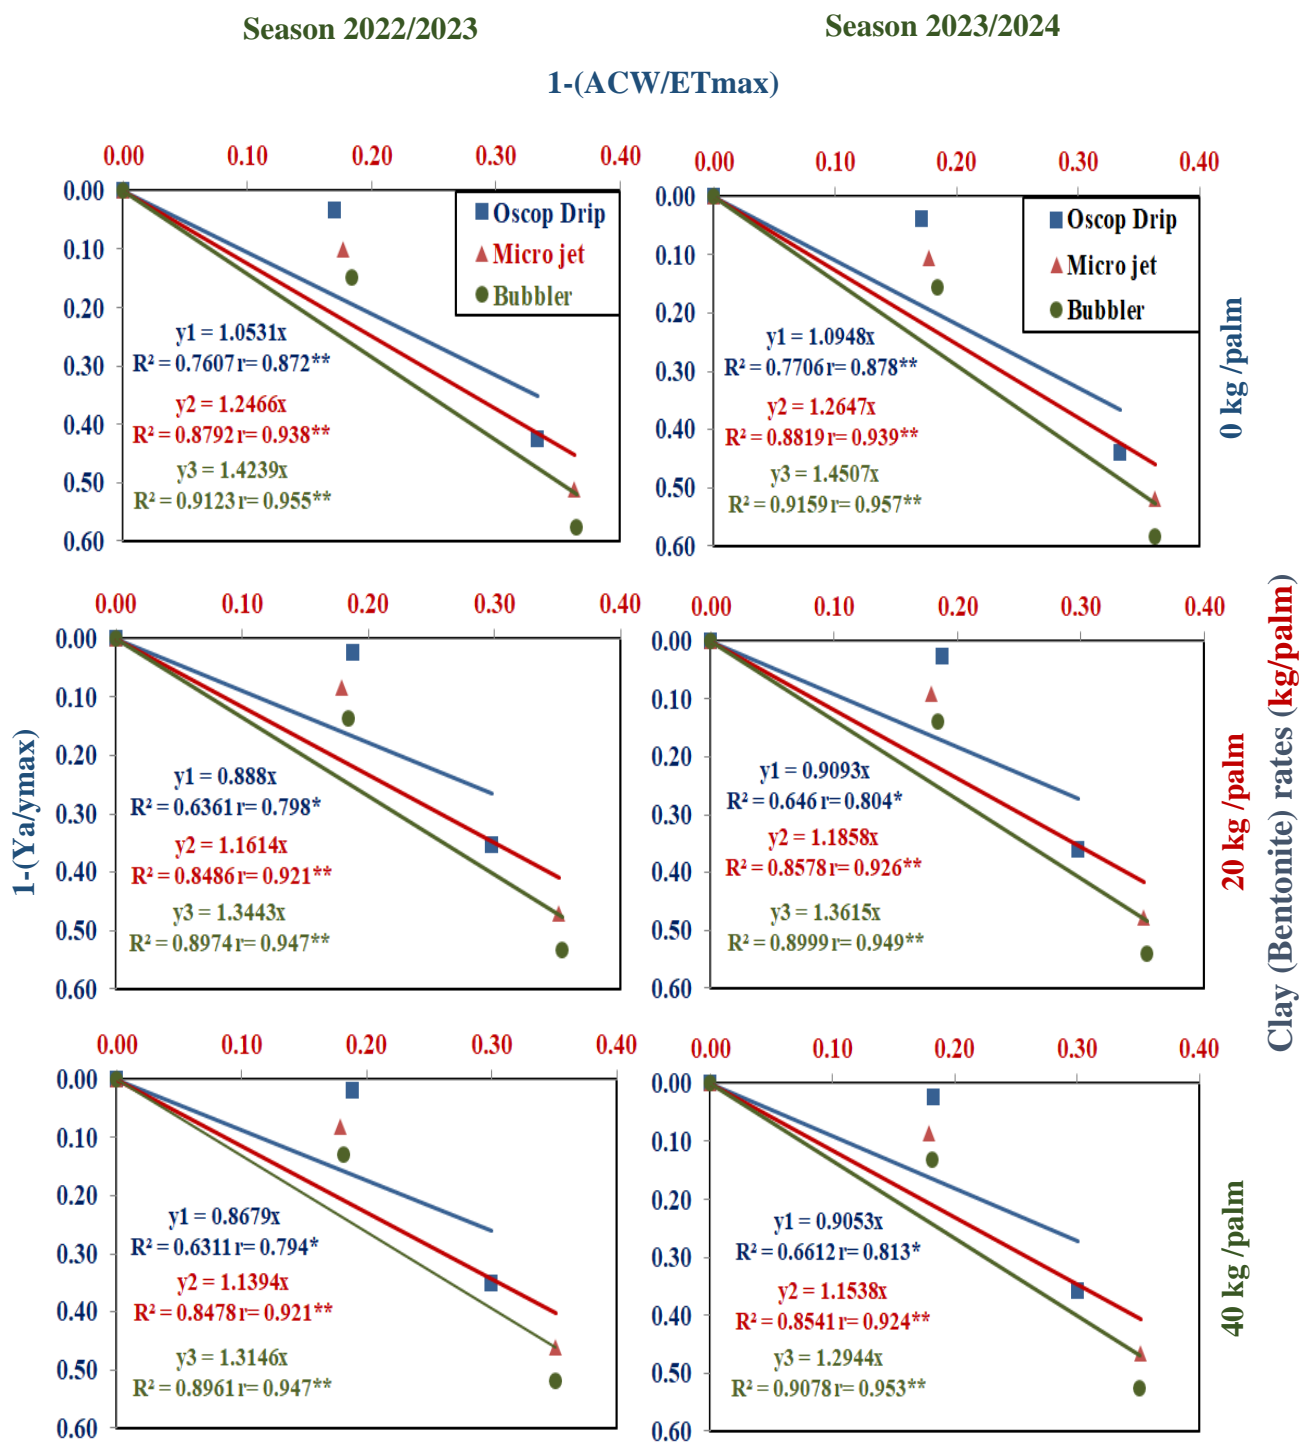 Season 2022/2023
Season 2023/2024
1-(ACW/ETmax)
0.00 0.10 0.20 0.30 0.40
0.00
0.10
0.20
0.30
0.40
0.50
0.60
Oscop Drip
Micro jet
Bubbler
y1 = 1.0531x
R² = 0.7607 r= 0.872**
y2 = 1.2466x
R² = 0.8792 r= 0.938**
y3 = 1.4239x
R² = 0.9123 r= 0.955**
0.00 0.10 0.20 0.30 0.40
0.00
0.10
0.20
0.30
0.40
0.50
0.60
Oscop Drip
Micro jet
Bubbler
y1 = 1.0948x
R² = 0.7706 r= 0.878**
y2 = 1.2647x
R² = 0.8819 r= 0.939**
y3 = 1.4507x
R² = 0.9159 r= 0.957**
0 kg /palm
1-(Ya/ymax)
0.00 0.10 0.20 0.30 0.40
0.00
0.10
0.20
0.30
0.40
0.50
0.60
y1 = 0.888x
R² = 0.6361 r= 0.798*
y2 = 1.1614x
R² = 0.8486 r= 0.921**
y3 = 1.3443x
R² = 0.8974 r= 0.947**
0.00 0.10 0.20 0.30 0.40
0.00
0.10
0.20
0.30
0.40
0.50
0.60
y1 = 0.9093x
R² = 0.646 r= 0.804*
y2 = 1.1858x
R² = 0.8578 r= 0.926**
y3 = 1.3615x
R² = 0.8999 r= 0.949**
20 kg /palm
Clay (Bentonite) rates (kg/palm)
0.00 0.10 0.20 0.30 0.40
0.00
0.10
0.20
0.30
0.40
0.50
0.60
y1 = 0.8679x
R² = 0.6311 r= 0.794*
y2 = 1.1394x
R² = 0.8478 r= 0.921**
y3 = 1.3146x
R² = 0.8961 r= 0.947**
0.00 0.10 0.20 0.30 0.40
0.00
0.10
0.20
0.30
0.40
0.50
0.60
y1 = 0.9053x
R² = 0.6612 r= 0.813*
y2 = 1.1538x
R² = 0.8541 r= 0.924**
y3 = 1.2944x
R² = 0.9078 r= 0.953**
40 kg /palm